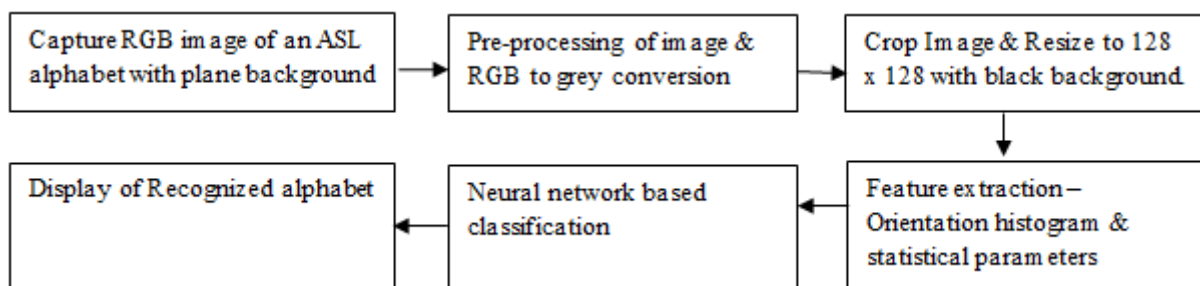 Capture RGB image of an ASL
alphabet with plane background
Pre-processing of image &
RGB to grey conversion
Crop Image & Resize to 128
x 128 with black background.
Feature extraction –
Orientation histogram &
statistical parameters
Neural network based
classification
Display of Recognized alphabet